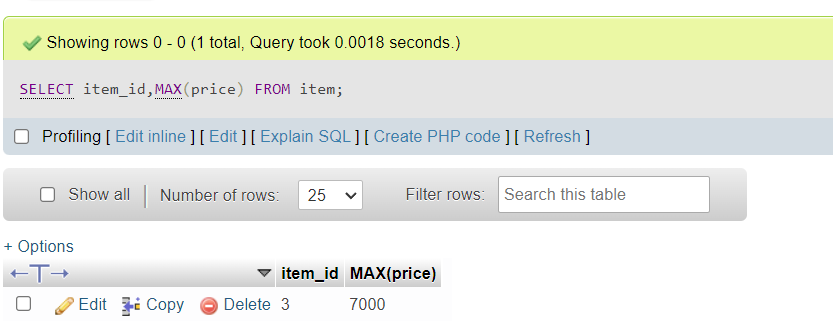 Showing rows 0 - 0 (1 total, Query took 0.0018 seconds.)
SELECT item_id,MAX(price) FROM item;
Profiling [ Edit inline ] [ Edit ] [ Explain SQL ] [ Create PHP code ] [ Refresh ]
Show all Number of rows: 25 Filter rows: Search this table
+ Options
item_id MAX(price)
Edit Copy Delete 3 7000